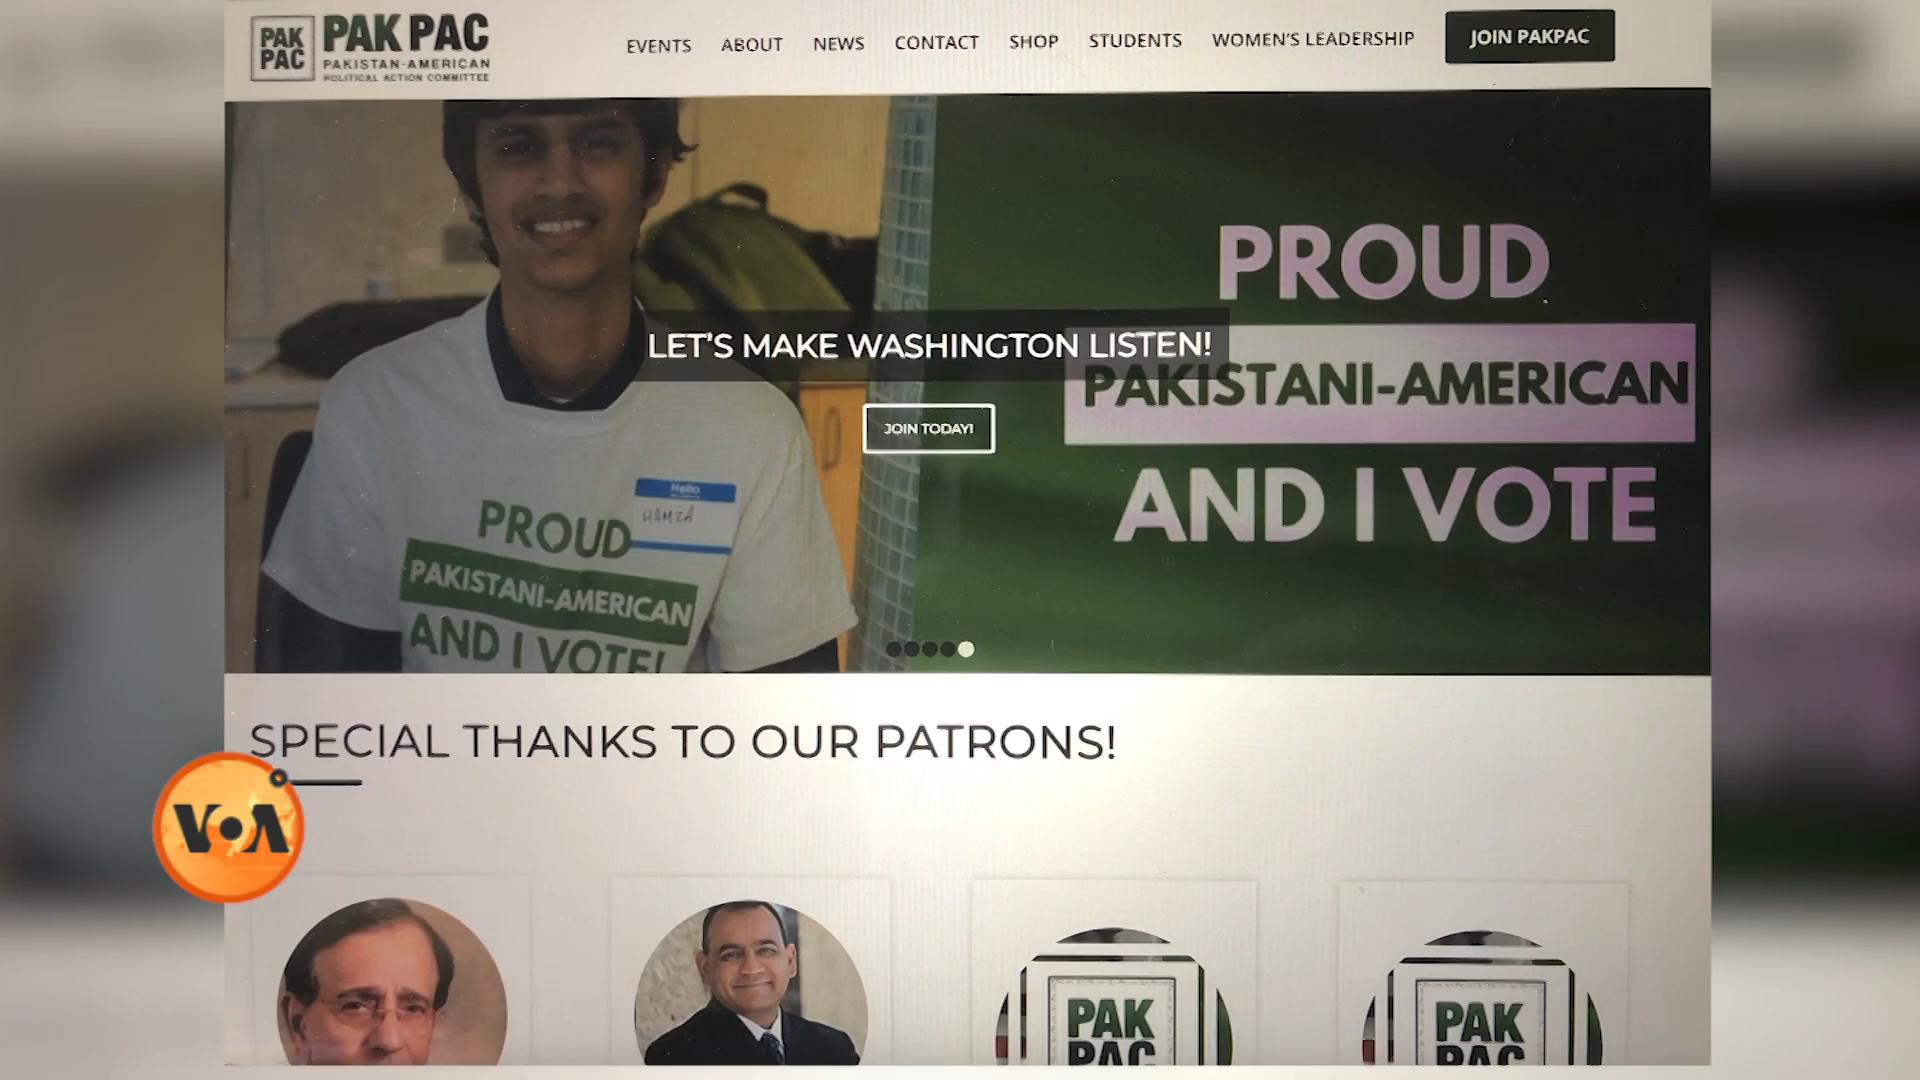 PAK
PAC
PAK PAC
PAKISTAN-AMERICAN
POLITICAL ACTION COMMITTEE
EVENTS
ABOUT
NEWS
CONTACT
SHOP
STUDENTS
WOMEN'S LEADERSHIP
JOIN PAKPAC
LET'S MAKE WASHINGTON LISTEN!
JOIN TODAY!
PROUD
PAKISTANI-AMERICAN
AND I VOTE
Hello
HAMZA
PROUD
PAKISTANI-AMERICAN
AND I VOTE!
SPECIAL THANKS TO OUR PATRONS!
VOA
PAK
PAC
PAK
PAC